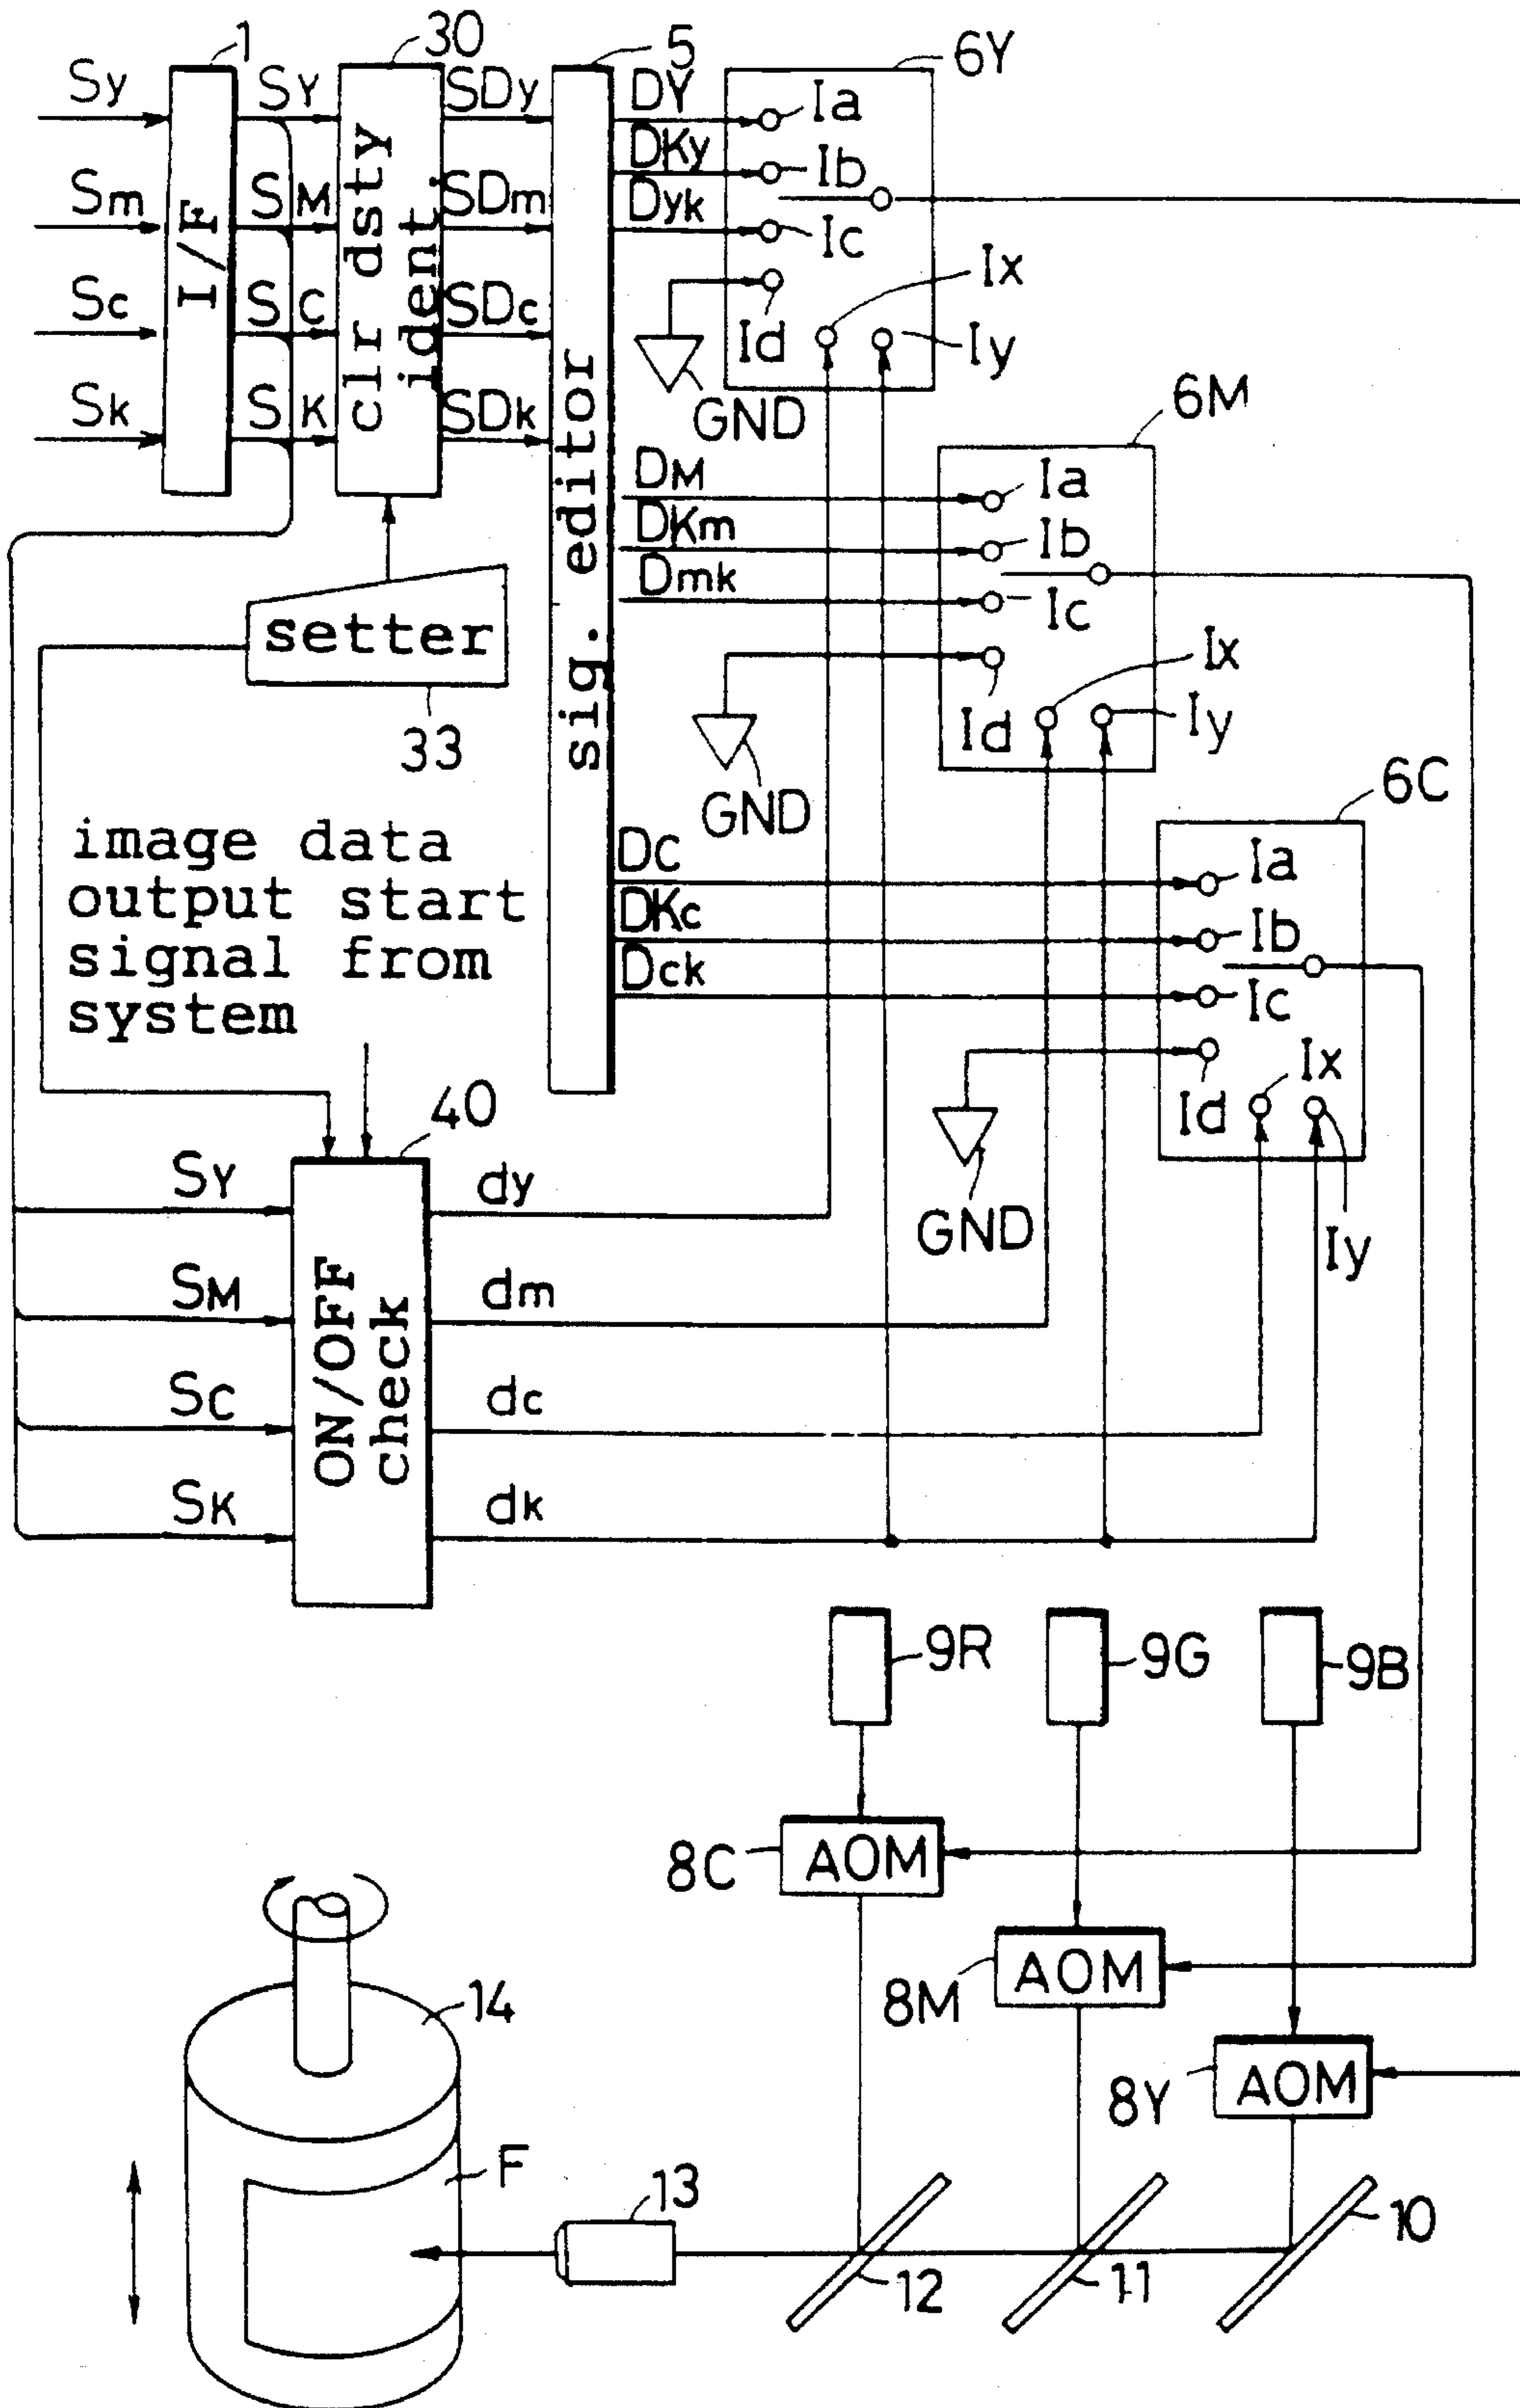 1
30
5
6Y
Sy
SY
SDy
DY
Ia
DKy
Ib
Sm
SM
SDm
Dyk
Ic
I/F
clr dsty
ident.
sig. editor
Ix
Sc
SC
SDc
Id
Iy
Sk
SK
SDk
GND
6M
DM
Ia
DKm
Ib
Dmk
Ic
setter
Ix
Id
Iy
33
GND
6C
image data
output start
signal from
system
DC
Ia
DKc
Ib
Dck
Ic
Ix
Id
40
GND
Iy
SY
dy
SM
dm
ON/OFF
check
SC
dc
SK
dk
9R
9G
9B
8C
AOM
8M
AOM
14
8Y
AOM
F
13
12
11
10